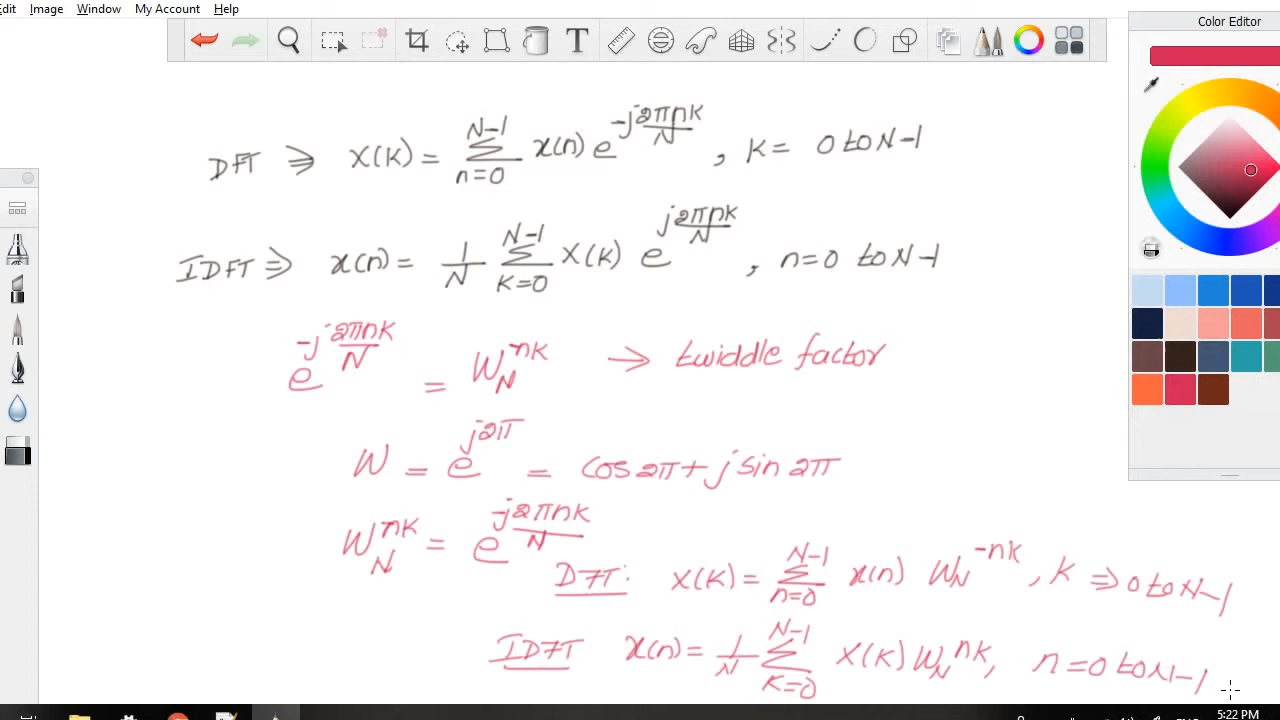 Edit Image Window My Account Help
Color Editor
DFT ⇒ X(K) = Σ_{n=0}^{N-1} x(n) e^{-j2πnk/N}, K = 0 to N-1
IDFT ⇒ x(n) = 1/N Σ_{K=0}^{N-1} X(K) e^{j2πnk/N}, n=0 to N-1
e^{-j2πnk/N} = W_N^{nk} → twiddle factor
W = e^{j2π} = cos 2π + j sin 2π
W_N^{nk} = e^{-j2πnk/N}
DFT: X(K) = Σ_{n=0}^{N-1} x(n) W_N^{-nk}, K ⇒ 0 to N-1
IDFT x(n) = 1/N Σ_{K=0}^{N-1} X(K) W_N^{nk}, n=0 to N-1
5:22 PM